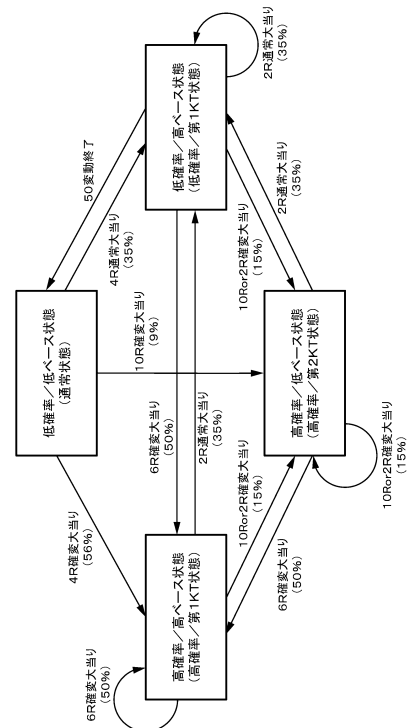 低確率／低ベース状態
（通常状態）
50変動終了
4R通常大当り
（35%）
4R確変大当り
（56%）
10R確変大当り
（9%）
低確率／高ベース状態
（低確率／第1KT状態）
2R通常大当り
（35%）
6R確変大当り
（50%）
2R通常大当り
（35%）
高確率／高ベース状態
（高確率／第1KT状態）
6R確変大当り
（50%）
10Ror2R確変大当り
（15%）
2R通常大当り
（35%）
10Ror2R確変大当り
（15%）
6R確変大当り
（50%）
高確率／低ベース状態
（高確率／第2KT状態）
10Ror2R確変大当り
（15%）